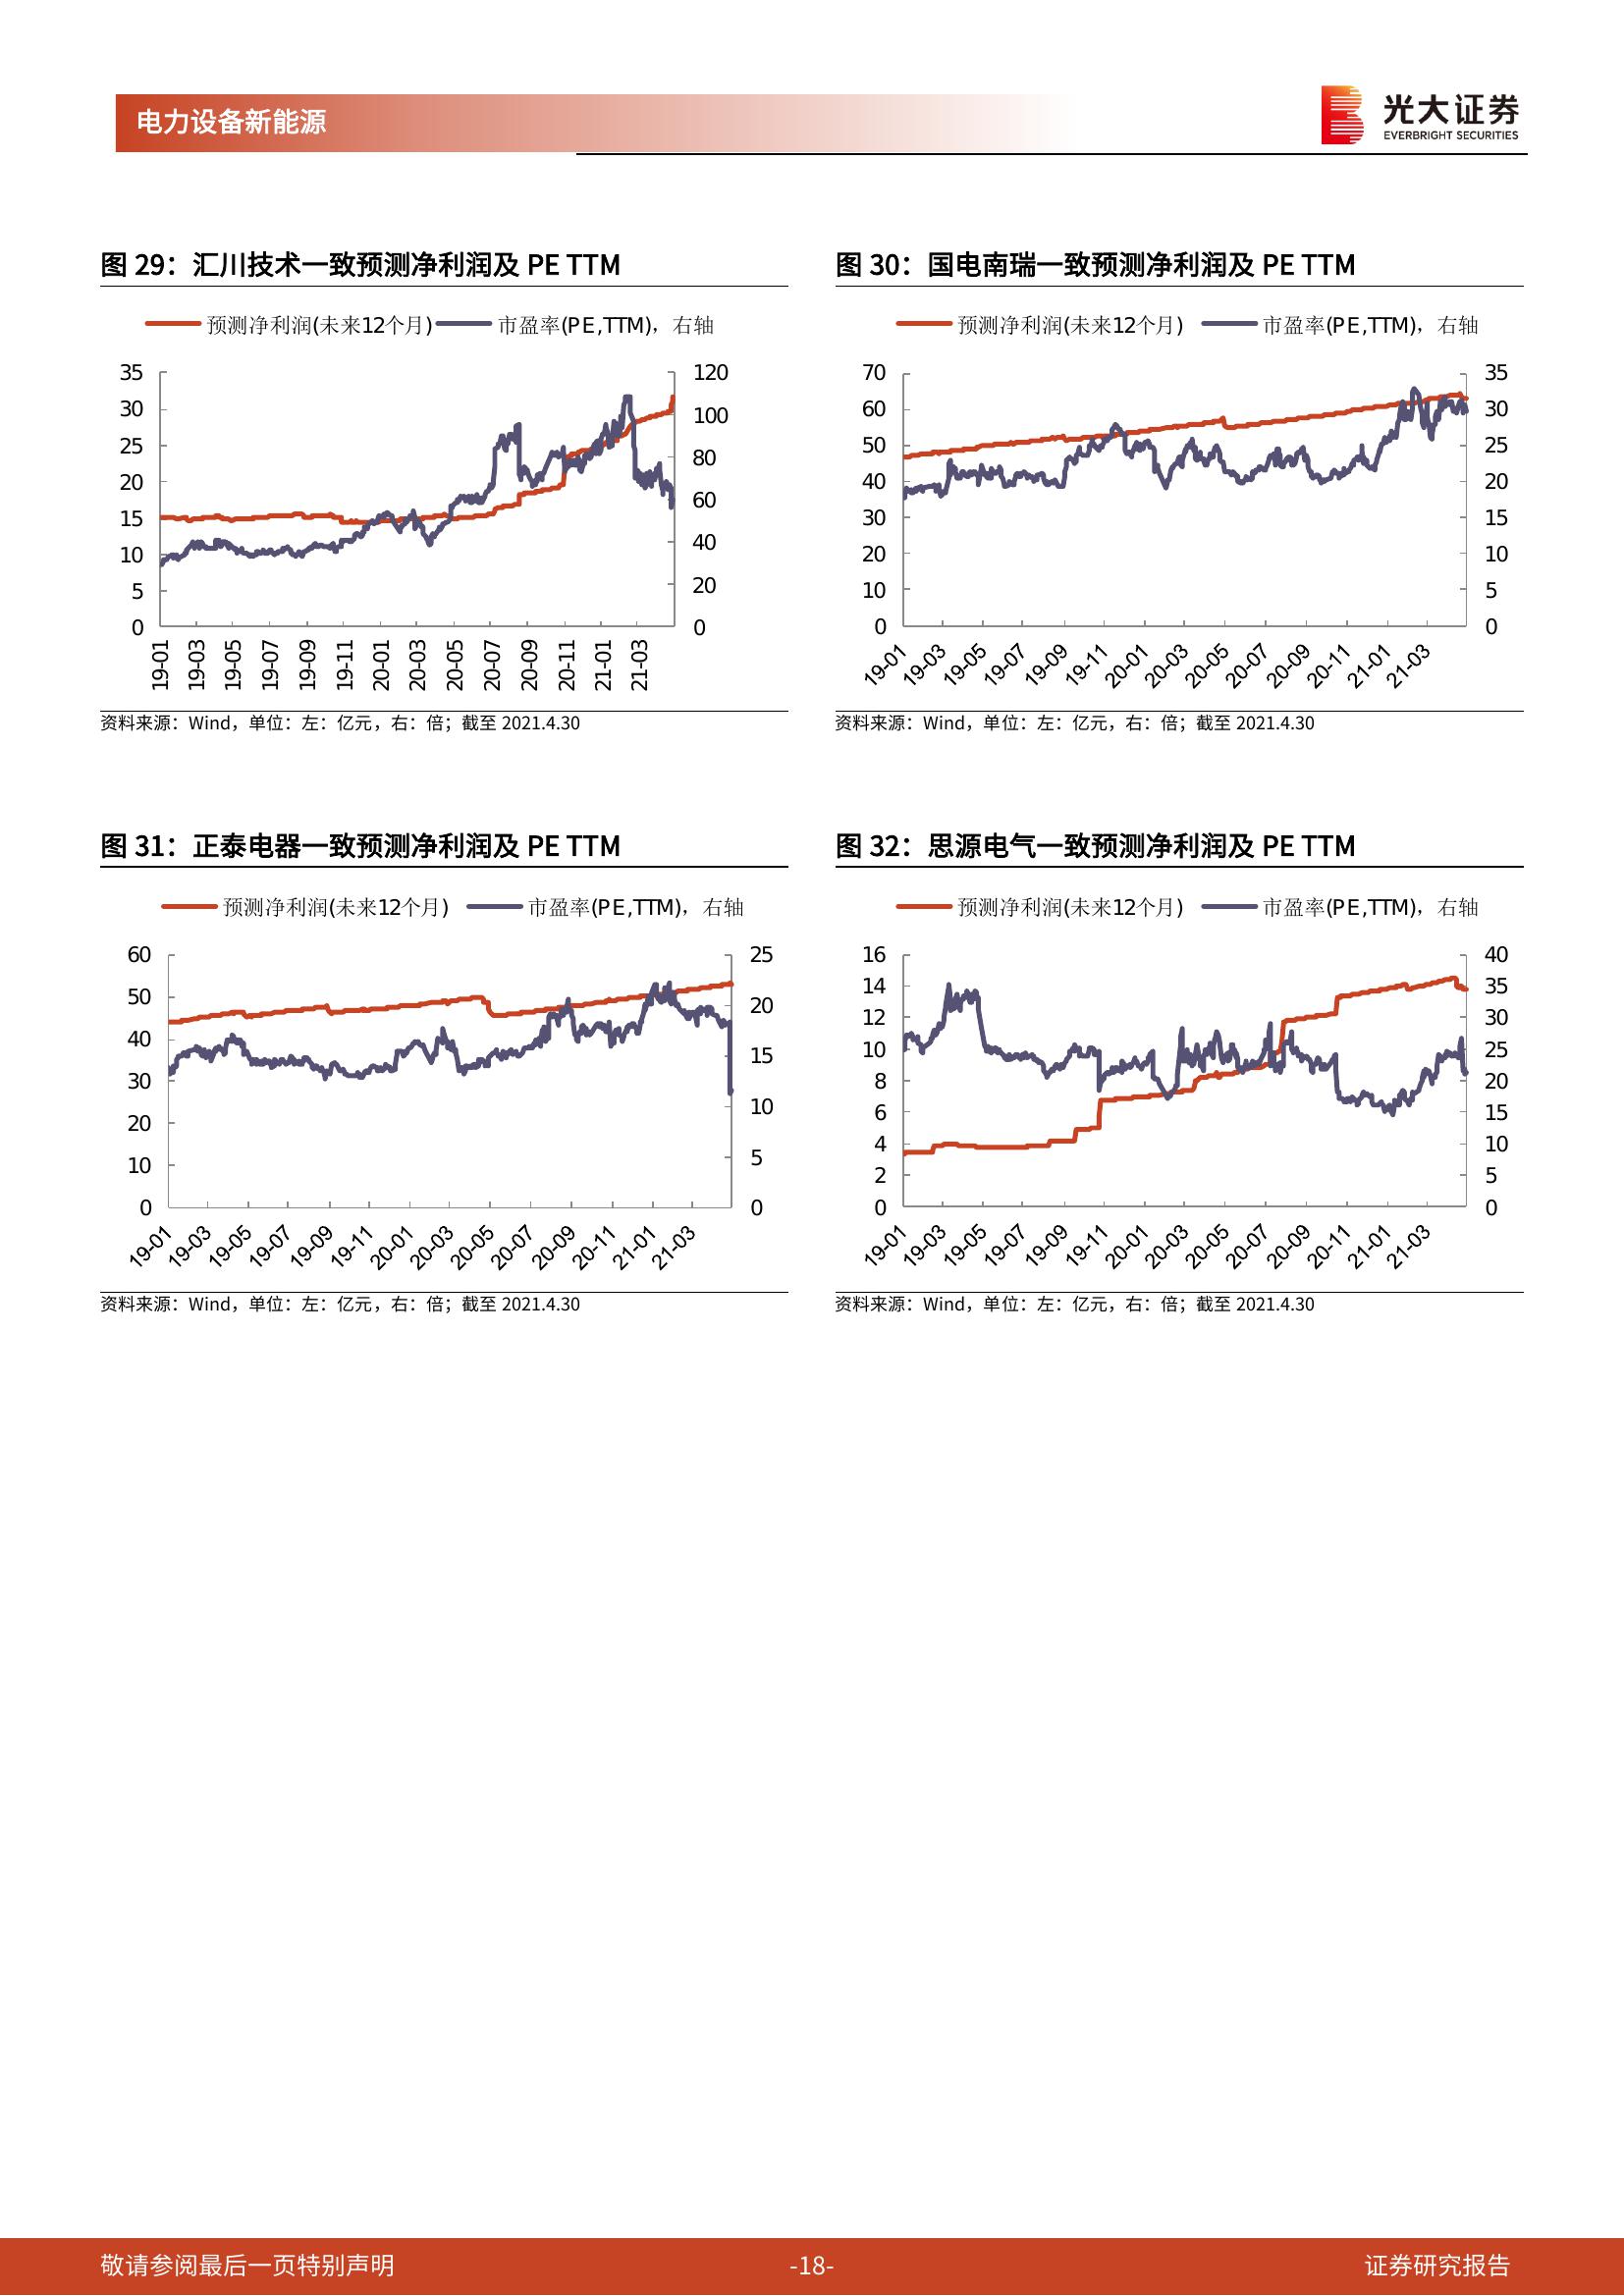 电力设备新能源
光大证券
EVERBRIGHT SECURITIES
图 29：汇川技术一致预测净利润及 PE TTM
预测净利润(未来12个月) 市盈率(PE,TTM)，右轴
35 120
30 100
25 80
20 60
15 40
10 20
5
0 0
19-01 19-03 19-05 19-07 19-09 19-11 20-01 20-03 20-05 20-07 20-09 20-11 21-01 21-03
资料来源：Wind，单位：左：亿元，右：倍；截至 2021.4.30
图 30：国电南瑞一致预测净利润及 PE TTM
预测净利润(未来12个月) 市盈率(PE,TTM)，右轴
70 35
60 30
50 25
40 20
30 15
20 10
10 5
0 0
19-01 19-03 19-05 19-07 19-09 19-11 20-01 20-03 20-05 20-07 20-09 20-11 21-01 21-03
资料来源：Wind，单位：左：亿元，右：倍；截至 2021.4.30
图 31：正泰电器一致预测净利润及 PE TTM
预测净利润(未来12个月) 市盈率(PE,TTM)，右轴
60 25
50 20
40 15
30 10
20 5
10
0 0
19-01 19-03 19-05 19-07 19-09 19-11 20-01 20-03 20-05 20-07 20-09 20-11 21-01 21-03
资料来源：Wind，单位：左：亿元，右：倍；截至 2021.4.30
图 32：思源电气一致预测净利润及 PE TTM
预测净利润(未来12个月) 市盈率(PE,TTM)，右轴
16 40
14 35
12 30
10 25
8 20
6 15
4 10
2 5
0 0
19-01 19-03 19-05 19-07 19-09 19-11 20-01 20-03 20-05 20-07 20-09 20-11 21-01 21-03
资料来源：Wind，单位：左：亿元，右：倍；截至 2021.4.30
敬请参阅最后一页特别声明 -18- 证券研究报告